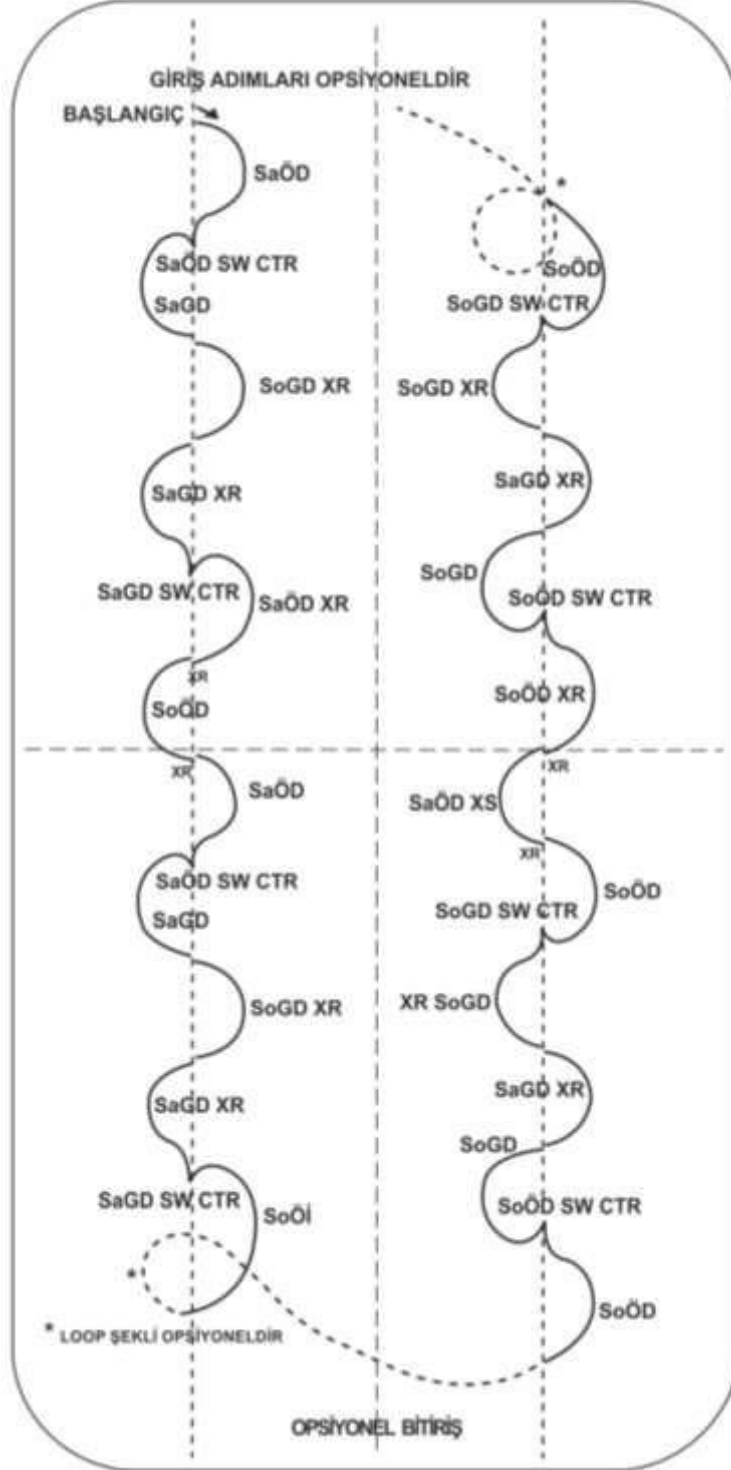 GİRİŞ ADIMLARI OPSİYONELDİR
BAŞLANGIÇ
SaÖD
SaÖD SW CTR
SaGD
SoGD XR
SaGD XR
SaGD SW CTR
SaÖD XR
XR
SoÖD
XR
SaÖD
SaÖD SW CTR
SaGD
SoGD XR
SaGD XR
SaGD SW CTR
SoÖİ
*
* LOOP ŞEKLİ OPSİYONELDİR
*
SoÖD
SoGD SW CTR
SoGD XR
SaGD XR
SoGD
SoÖD SW CTR
SoÖD XR
XR
SaÖD XS
XR
SoÖD
SoGD SW CTR
XR SoGD
SaGD XR
SoGD
SoÖD SW CTR
SoÖD
OPSİYONEL BİTİRİŞ